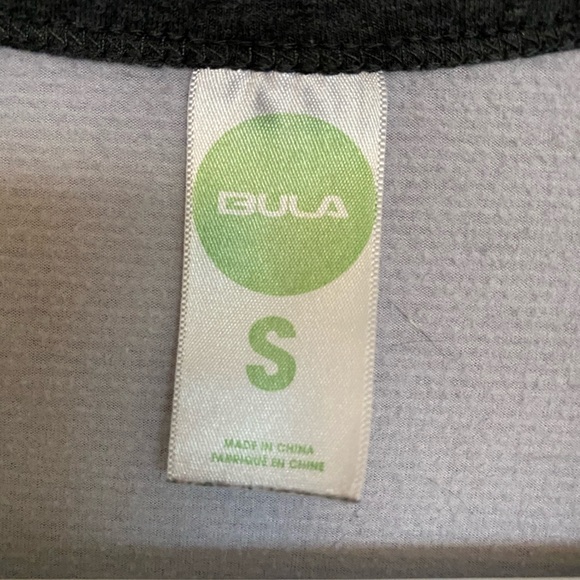 BULA
S
MADE IN CHINA
FABRIQUÉ EN CHINE